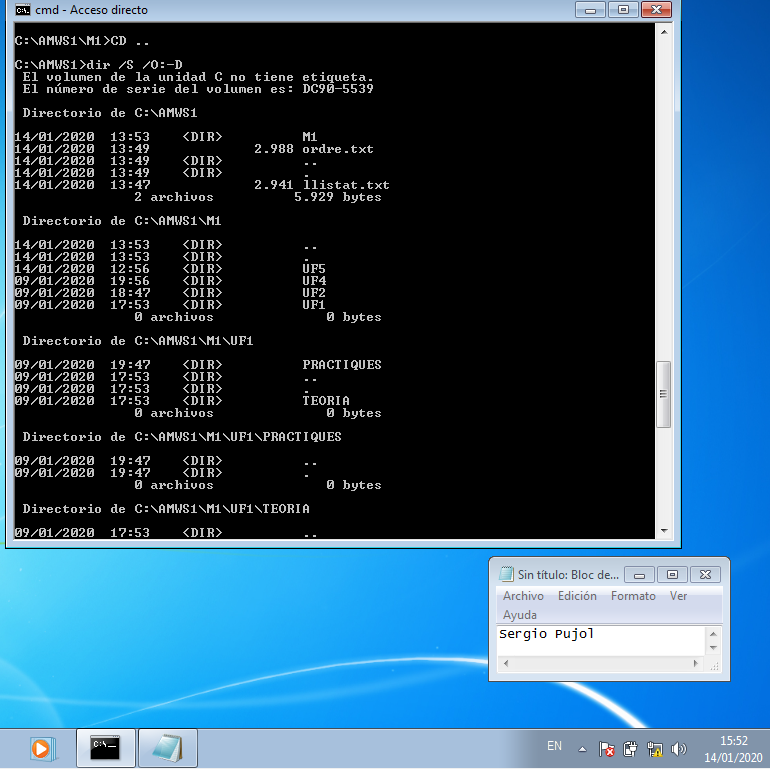 cmd - Acceso directo
C:\AMWS1\M1>CD ..
C:\AMWS1>dir /S /O:-D
El volumen de la unidad C no tiene etiqueta.
El número de serie del volumen es: DC90-5539
Directorio de C:\AMWS1
14/01/2020 13:53 <DIR> M1
14/01/2020 13:49 2.988 ordre.txt
14/01/2020 13:49 <DIR> ..
14/01/2020 13:49 <DIR> .
14/01/2020 13:47 2.941 llistat.txt
2 archivos 5.929 bytes
Directorio de C:\AMWS1\M1
14/01/2020 13:53 <DIR> ..
14/01/2020 13:53 <DIR> .
14/01/2020 12:56 <DIR> UF5
09/01/2020 19:56 <DIR> UF4
09/01/2020 18:47 <DIR> UF2
09/01/2020 17:53 <DIR> UF1
0 archivos 0 bytes
Directorio de C:\AMWS1\M1\UF1
09/01/2020 19:47 <DIR> PRACTIQUES
09/01/2020 17:53 <DIR> ..
09/01/2020 17:53 <DIR> .
09/01/2020 17:53 <DIR> TEORIA
0 archivos 0 bytes
Directorio de C:\AMWS1\M1\UF1\PRACTIQUES
09/01/2020 19:47 <DIR> ..
09/01/2020 19:47 <DIR> .
0 archivos 0 bytes
Directorio de C:\AMWS1\M1\UF1\TEORIA
09/01/2020 17:53 <DIR> ..
Sin título: Bloc de...
Archivo Edición Formato Ver
Ayuda
Sergio Pujol
C:\_
EN
15:52
14/01/2020